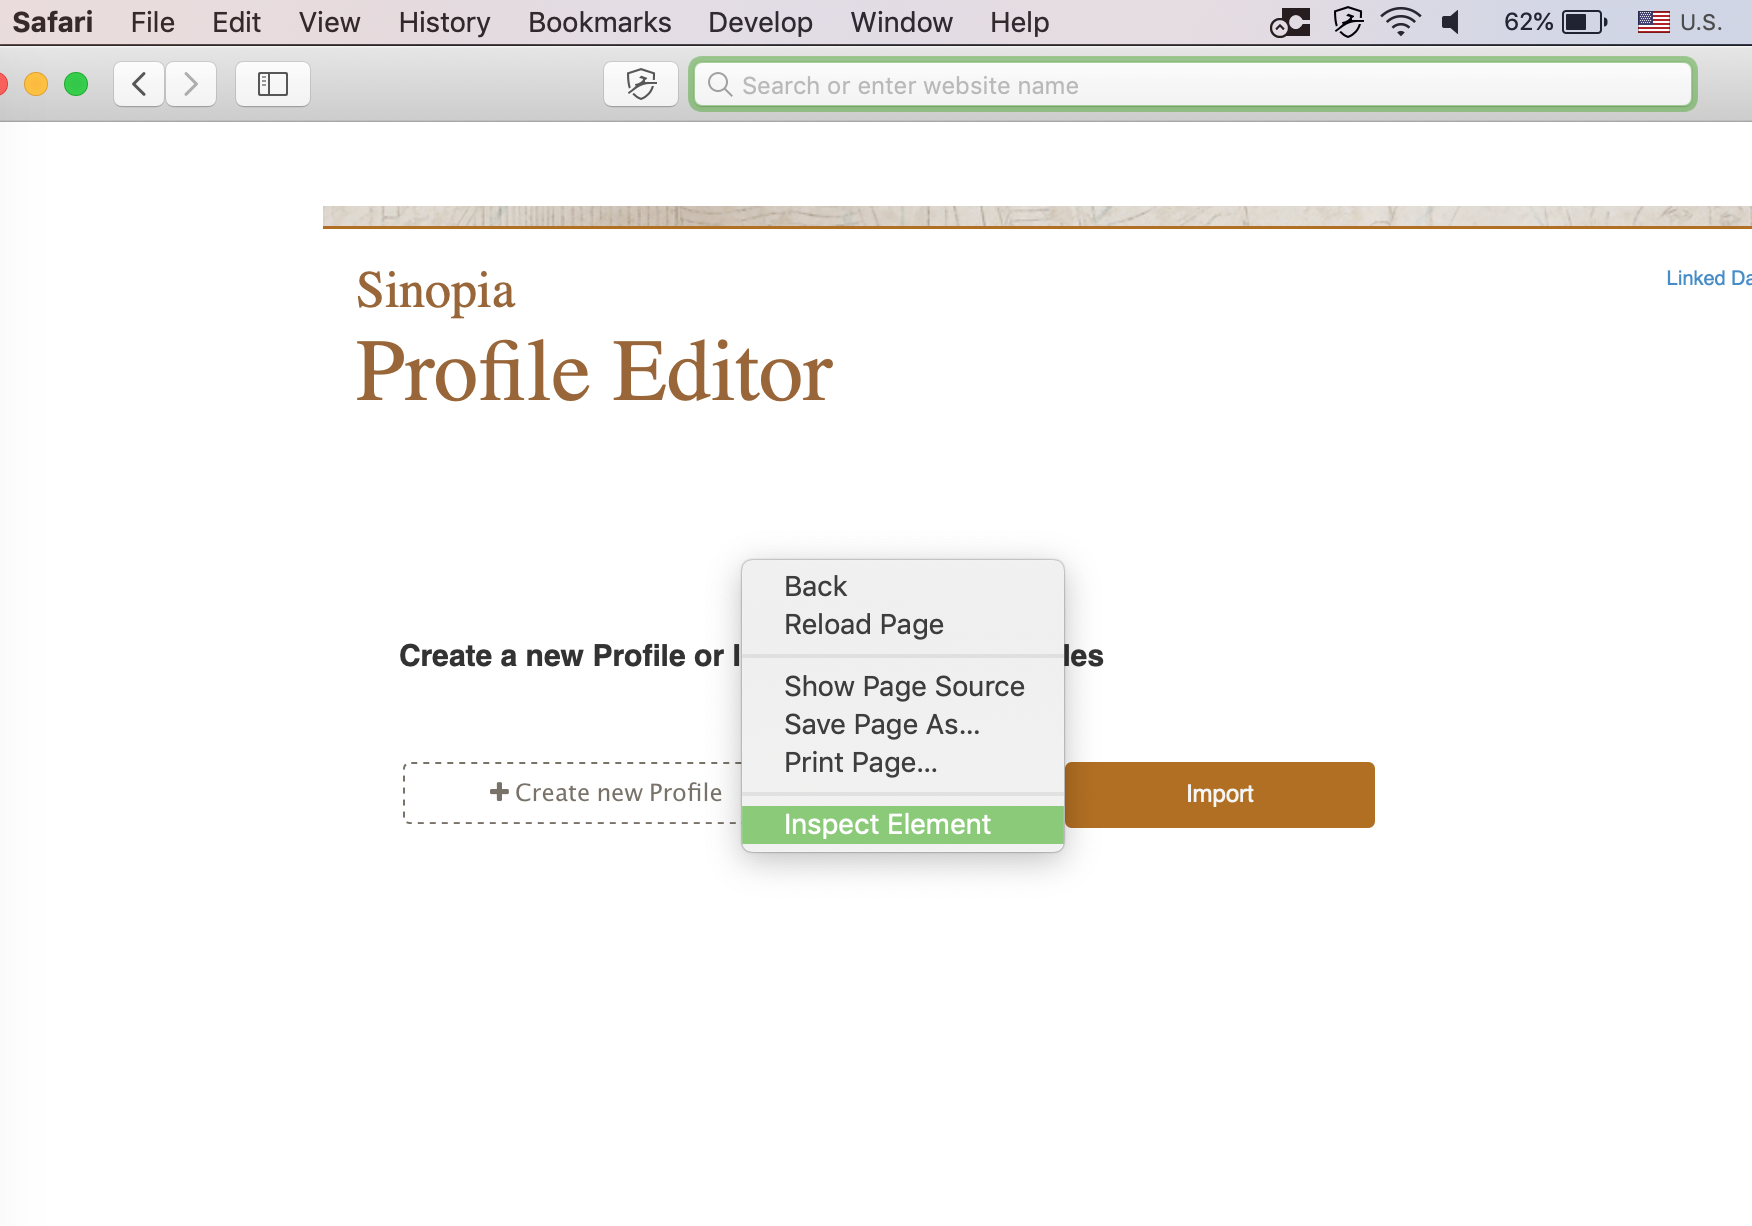 Safari File Edit View History Bookmarks Develop Window Help 62% U.S.
Search or enter website name
Linked Da
Sinopia
Profile Editor
Back
Reload Page
Create a new Profile or I les
Show Page Source
Save Page As...
Print Page...
Create new Profile
Import
Inspect Element